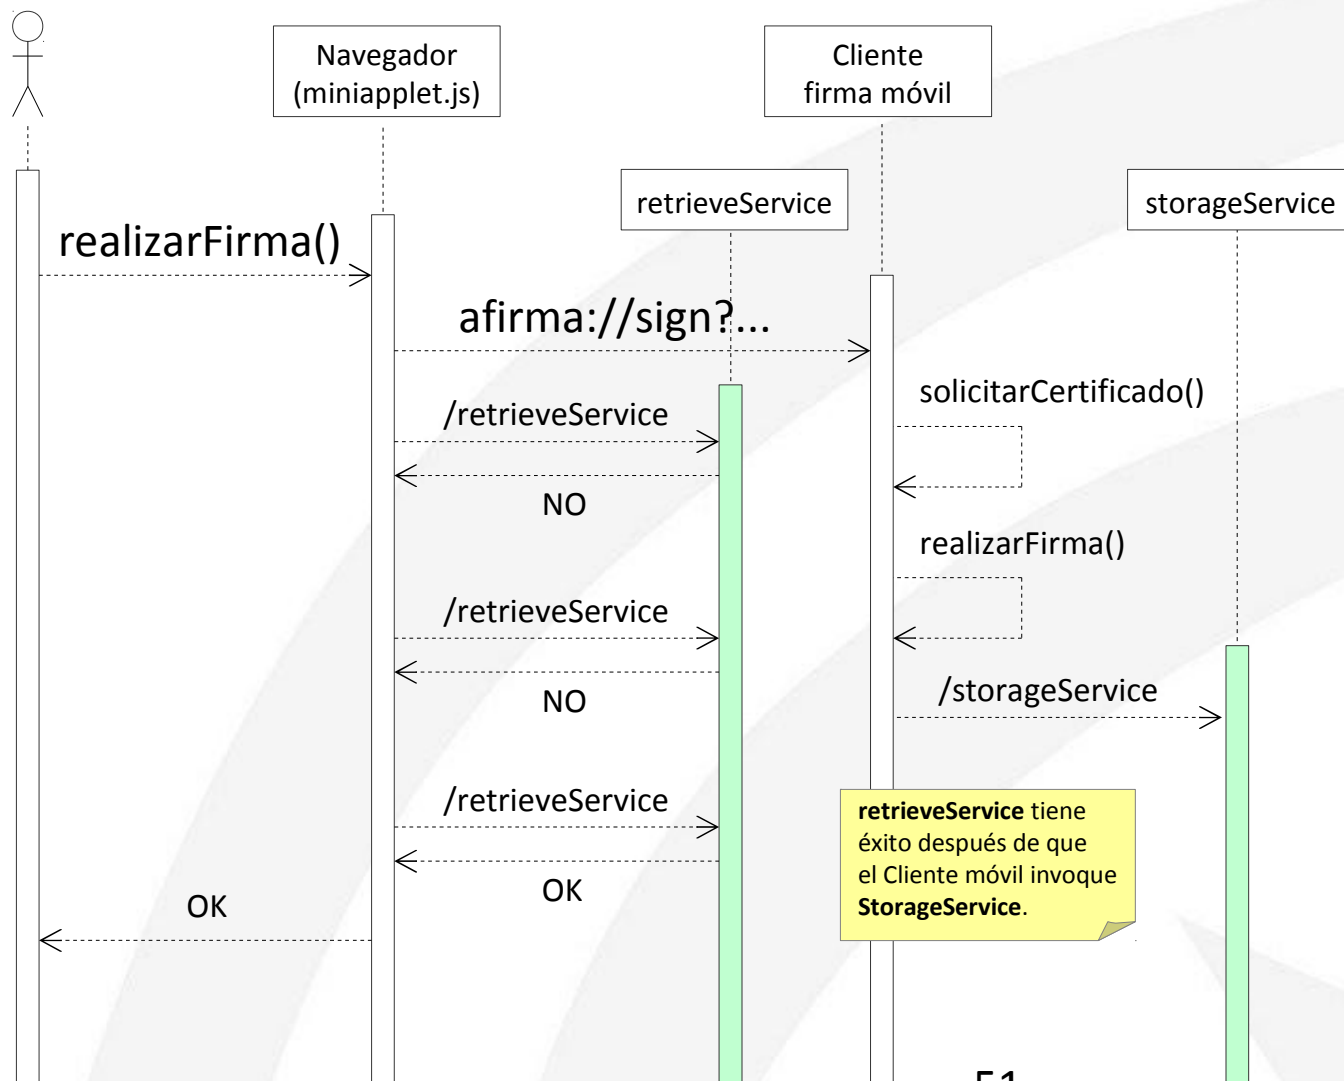 Navegador
(miniapplet.js)
Cliente
firma móvil
retrieveService
storageService
realizarFirma()
afirma://sign?...
solicitarCertificado()
/retrieveService
NO
realizarFirma()
/retrieveService
NO
/storageService
/retrieveService
OK
retrieveService tiene
éxito después de que
el Cliente móvil invoque
StorageService.
OK
51